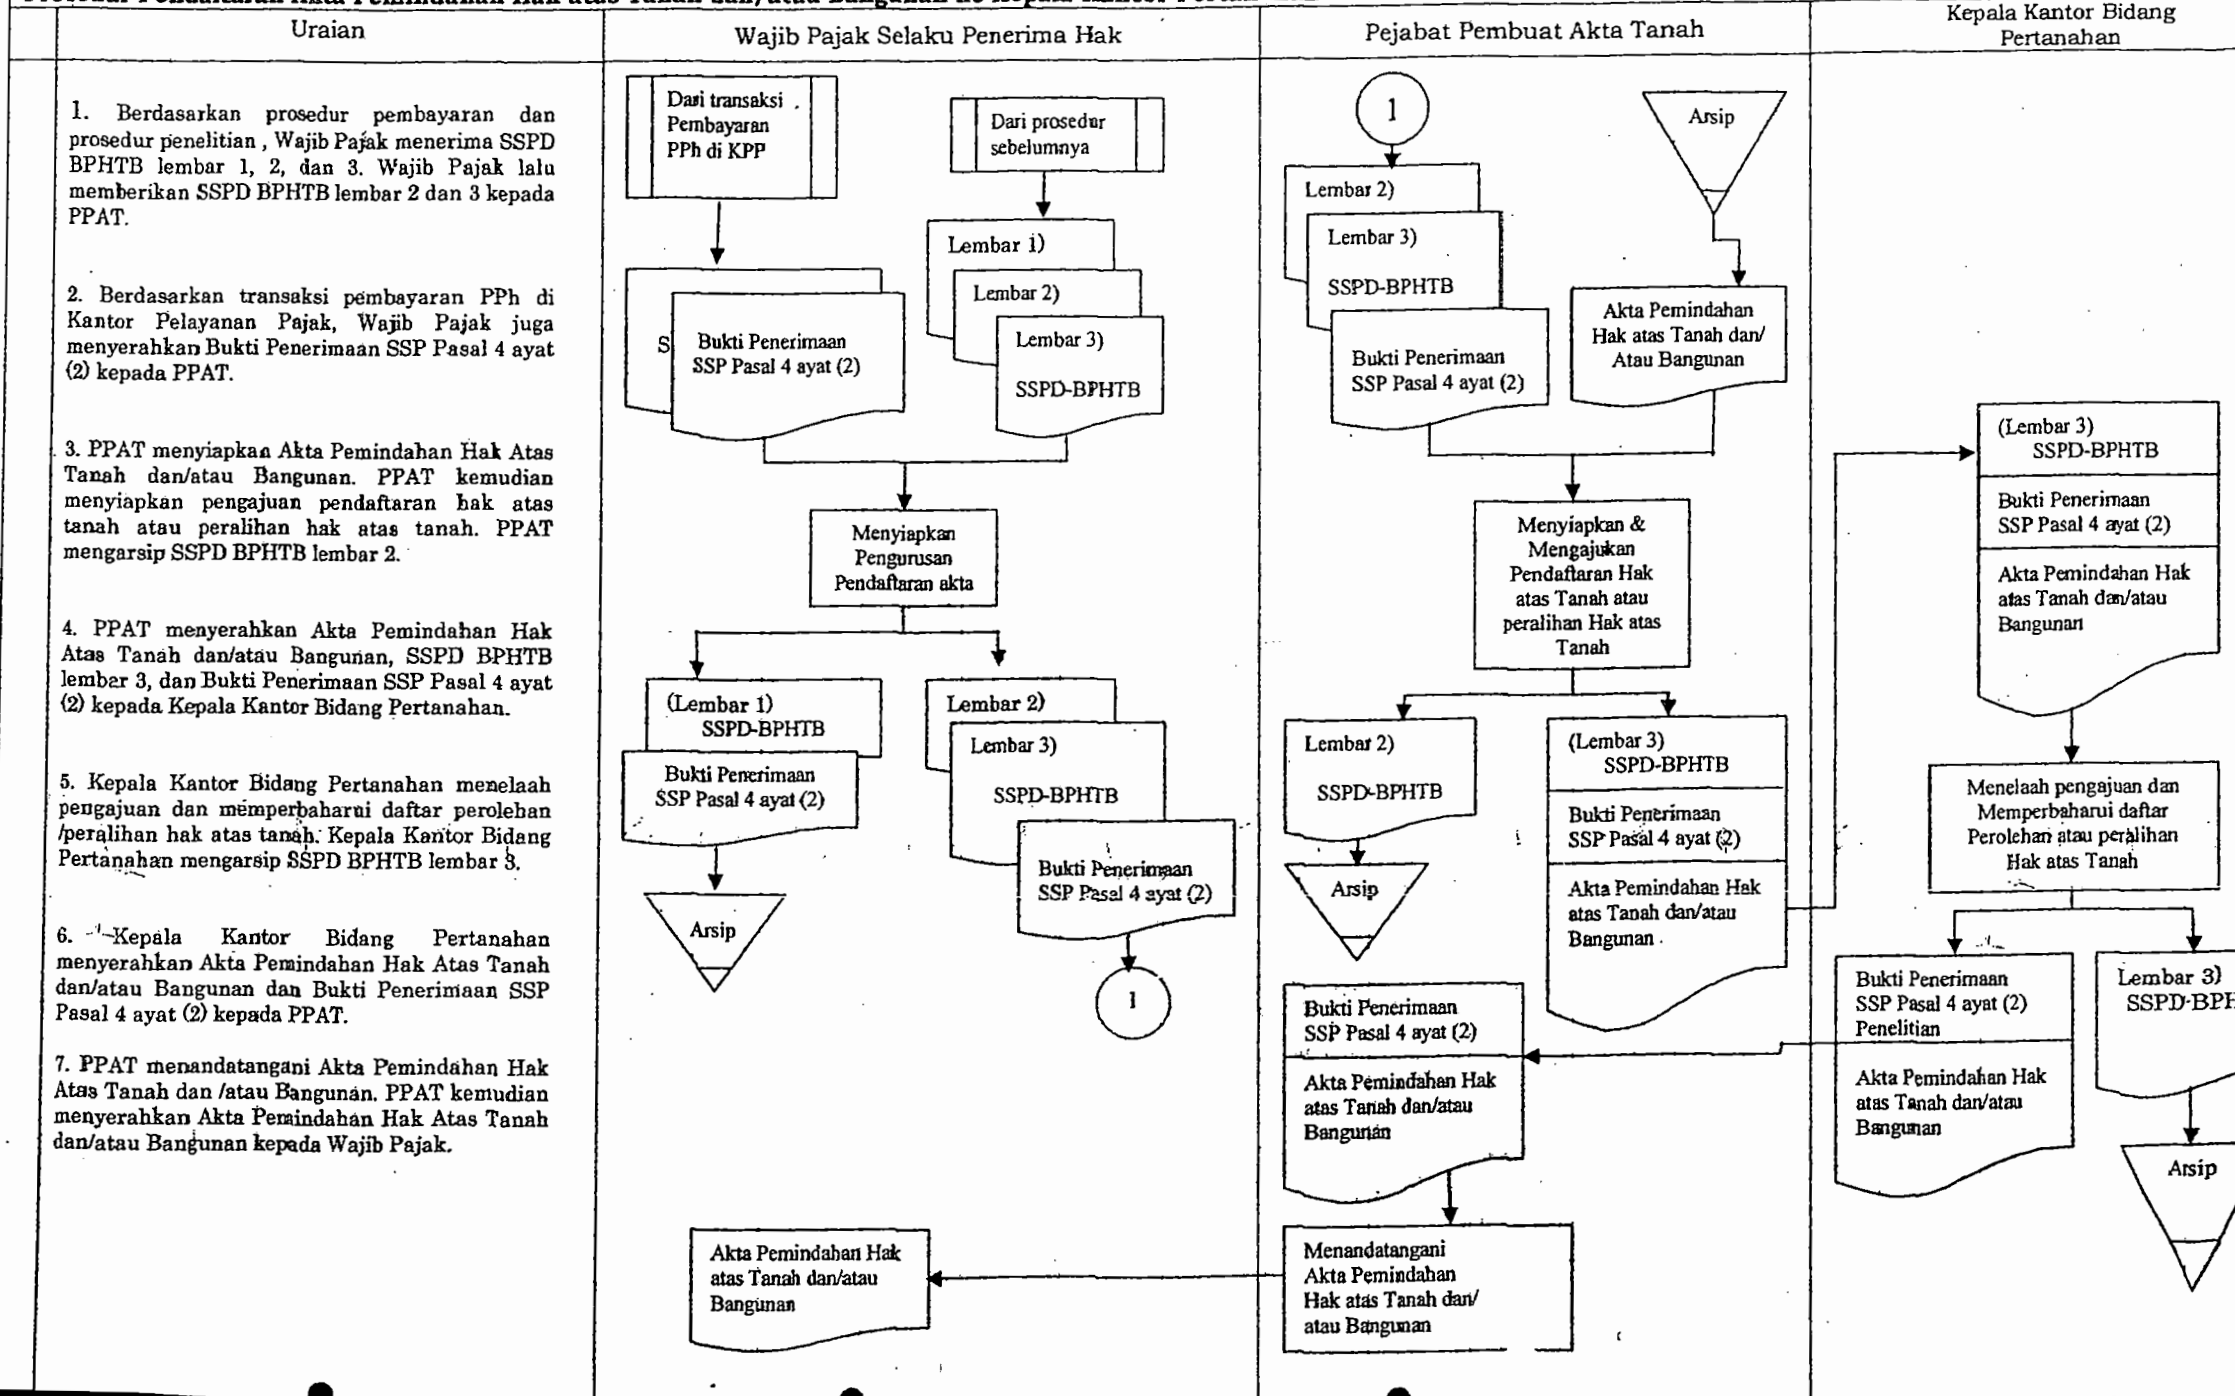 Uraian
Wajib Pajak Selaku Penerima Hak
Pejabat Pembuat Akta Tanah
Kepala Kantor Bidang
Pertanahan
1. Berdasarkan prosedur pembayaran dan
prosedur penelitian , Wajib Pajak menerima SSPD
BPHTB lembar 1, 2, dan 3. Wajib Pajak lalu
memberikan SSPD BPHTB lembar 2 dan 3 kepada
PPAT.
2. Berdasarkan transaksi pembayaran PPh di
Kantor Pelayanan Pajak, Wajib Pajak juga
menyerahkan Bukti Penerimaan SSP Pasal 4 ayat
(2) kepada PPAT.
3. PPAT menyiapkan Akta Pemindahan Hak Atas
Tanah dan/atau Bangunan. PPAT kemudian
menyiapkan pengajuan pendaftaran hak atas
tanah atau peralihan hak atas tanah. PPAT
mengarsip SSPD BPHTB lembar 2.
4. PPAT menyerahkan Akta Pemindahan Hak
Atas Tanah dan/atau Bangunan, SSPD BPHTB
lembar 3, dan Bukti Penerimaan SSP Pasal 4 ayat
(2) kepada Kepala Kantor Bidang Pertanahan.
5. Kepala Kantor Bidang Pertanahan menelaah
pengajuan dan memperbaharui daftar perolehan
/peralihan hak atas tanah. Kepala Kantor Bidang
Pertanahan mengarsip SSPD BPHTB lembar 3.
6. Kepala Kantor Bidang Pertanahan
menyerahkan Akta Pemindahan Hak Atas Tanah
dan/atau Bangunan dan Bukti Penerimaan SSP
Pasal 4 ayat (2) kepada PPAT.
7. PPAT menandatangani Akta Pemindahan Hak
Atas Tanah dan /atau Bangunan. PPAT kemudian
menyerahkan Akta Pemindahan Hak Atas Tanah
dan/atau Bangunan kepada Wajib Pajak.
Dari transaksi
Pembayaran
PPh di KPP
Dari prosedur
sebelumnya
S
Bukti Penerimaan
SSP Pasal 4 ayat (2)
Lembar 1)
Lembar 2)
Lembar 3)
SSPD-BPHTB
Menyiapkan
Pengurusan
Pendaftaran akta
(Lembar 1)
SSPD-BPHTB
Bukti Penerimaan
SSP Pasal 4 ayat (2)
Arsip
Lembar 2)
Lembar 3)
SSPD-BPHTB
Bukti Penerimaan
SSP Pasal 4 ayat (2)
1
Akta Pemindahan Hak
atas Tanah dan/atau
Bangunan
1
Lembar 2)
Lembar 3)
SSPD-BPHTB
Bukti Penerimaan
SSP Pasal 4 ayat (2)
Arsip
Akta Pemindahan
Hak atas Tanah dan/
Atau Bangunan
Menyiapkan &
Mengajukan
Pendaftaran Hak
atas Tanah atau
peralihan Hak atas
Tanah
Lembar 2)
SSPD-BPHTB
Arsip
(Lembar 3)
SSPD-BPHTB
Bukti Penerimaan
SSP Pasal 4 ayat (2)
Akta Pemindahan Hak
atas Tanah dan/atau
Bangunan
Bukti Penerimaan
SSP Pasal 4 ayat (2)
Akta Pemindahan Hak
atas Tanah dan/atau
Bangunan
Menandatangani
Akta Pemindahan
Hak atas Tanah dan/
atau Bangunan
(Lembar 3)
SSPD-BPHTB
Bukti Penerimaan
SSP Pasal 4 ayat (2)
Akta Pemindahan Hak
atas Tanah dan/atau
Bangunan
Menelaah pengajuan dan
Memperbaharui daftar
Perolehan atau peralihan
Hak atas Tanah
Bukti Penerimaan
SSP Pasal 4 ayat (2)
Penelitian
Akta Pemindahan Hak
atas Tanah dan/atau
Bangunan
Lembar 3)
SSPD-BPH
Arsip